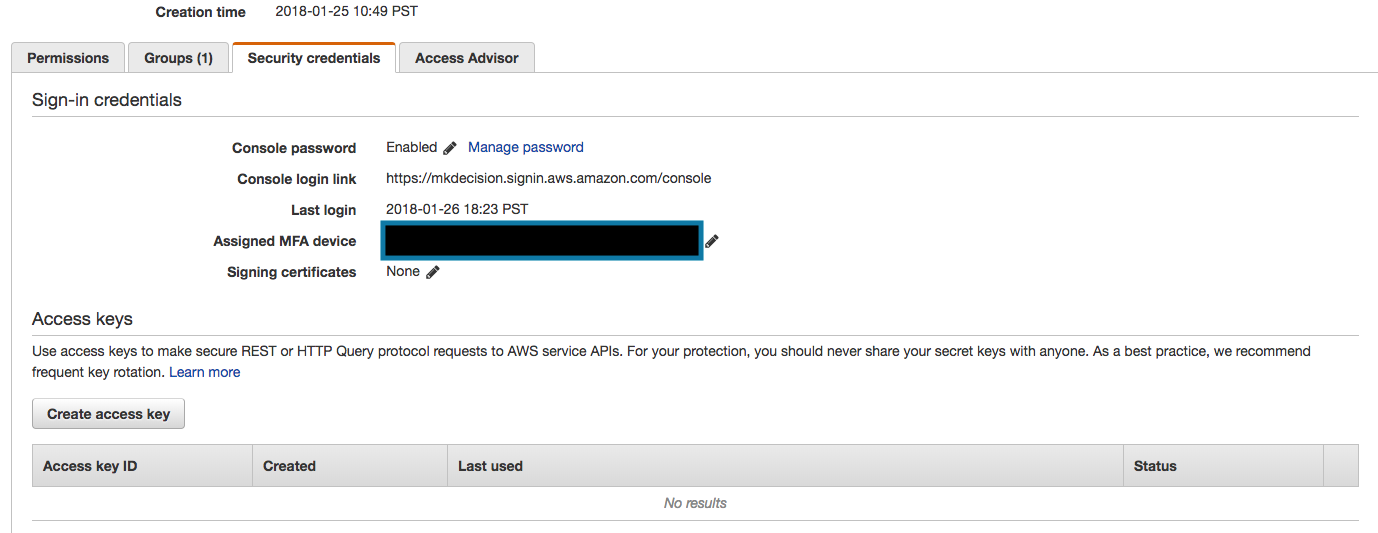 Creation time 2018-01-25 10:49 PST
Permissions Groups (1) Security credentials Access Advisor
Sign-in credentials
Console password Enabled Manage password
Console login link https://mkdecision.signin.aws.amazon.com/console
Last login 2018-01-26 18:23 PST
Assigned MFA device
Signing certificates None
Access keys
Use access keys to make secure REST or HTTP Query protocol requests to AWS service APIs. For your protection, you should never share your secret keys with anyone. As a best practice, we recommend
frequent key rotation. Learn more
Create access key
Access key ID Created Last used Status
No results